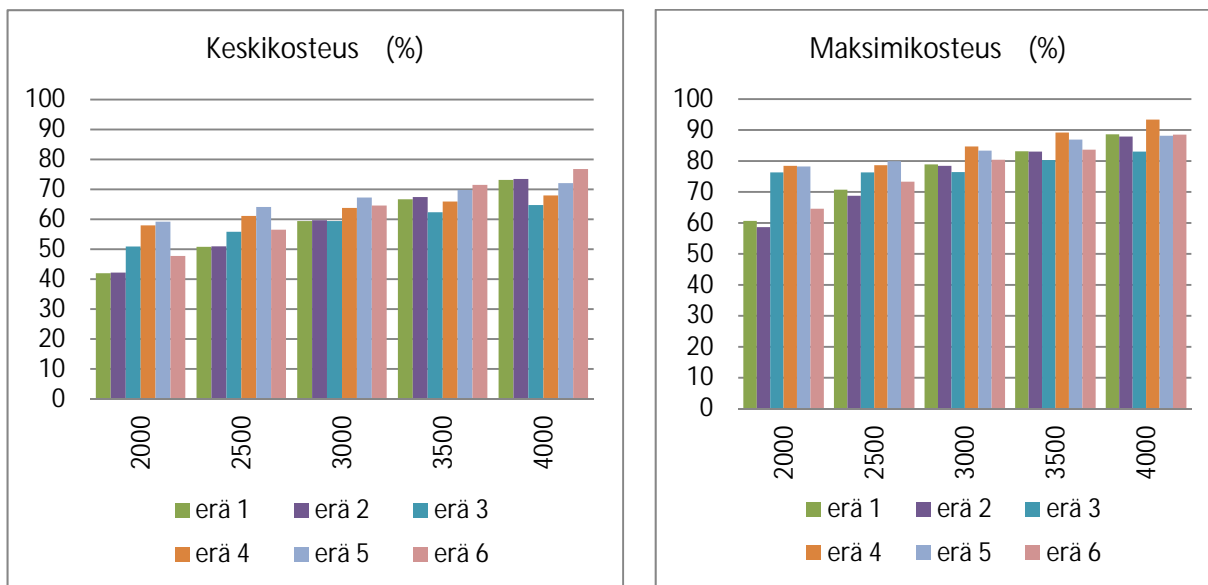 Keskikosteus (%)
100
90
80
70
60
50
40
30
20
10
0
2000
2500
3000
3500
4000
erä 1
erä 2
erä 3
erä 4
erä 5
erä 6
Maksimikosteus (%)
100
90
80
70
60
50
40
30
20
10
0
2000
2500
3000
3500
4000
erä 1
erä 2
erä 3
erä 4
erä 5
erä 6